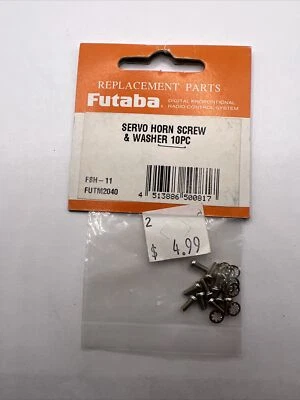 REPLACEMENT PARTS
Futaba
DIGITAL PROPORTIONAL
RADIO CONTROL SYSTEM
SERVO HORN SCREW
& WASHER 10PC
FSH-11
FUTM2040
4 513886 500817
2
$ 4.99